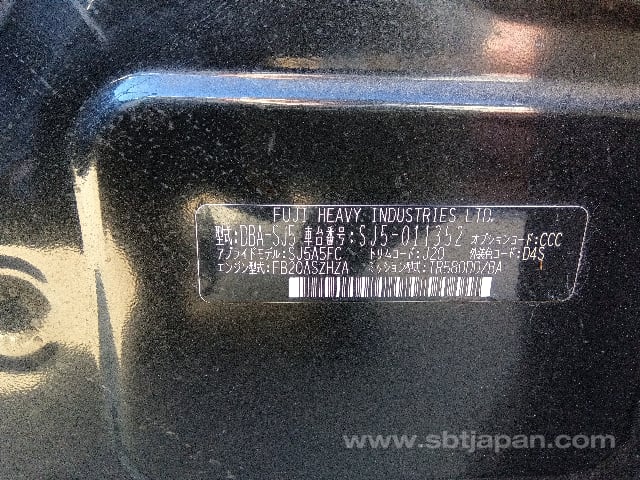 FUJI HEAVY INDUSTRIES LTD.
型式:DBA-SJ5 車台番号:SJ5-011352 オプションコード:CCC
アプライドモデル:SJ5A5FC トリムコード:J20 外装色コード:D4S
エンジン型式:FB20ASZHZA ミッション型式:TR580DD7BA
www.sbtjapan.com